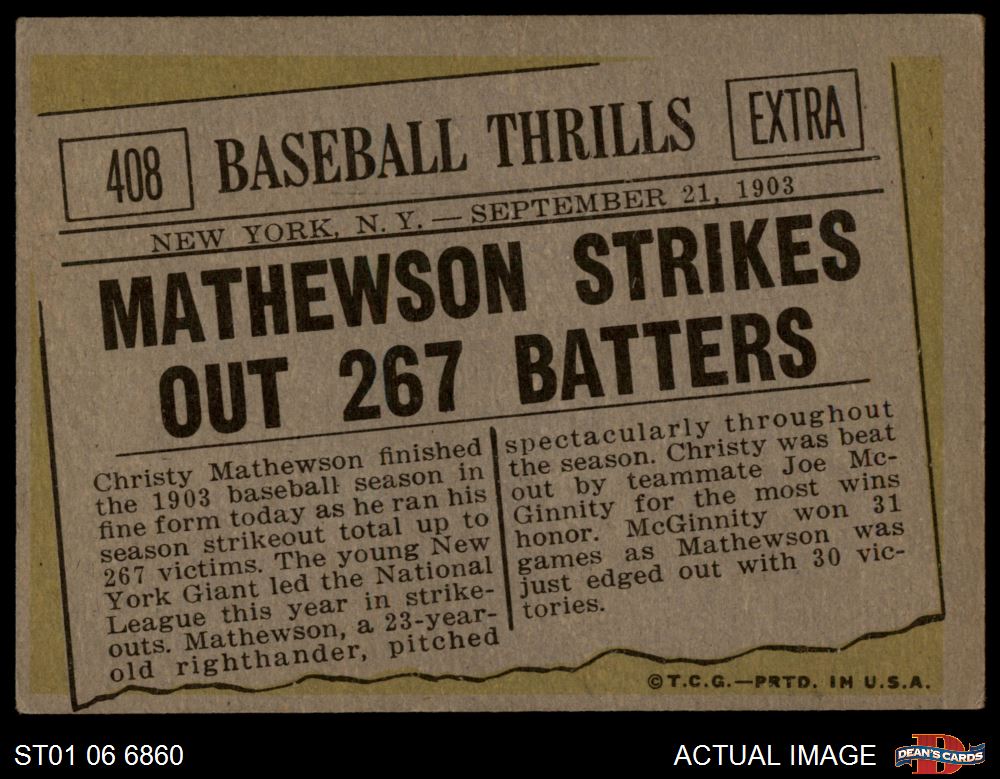 408
BASEBALL THRILLS
EXTRA
NEW YORK, N. Y. — SEPTEMBER 21, 1903
MATHEWSON STRIKES
OUT 267 BATTERS
Christy Mathewson finished
the 1903 baseball season in
fine form today as he ran his
season strikeout total up to
267 victims. The young New
York Giant led the National
League this year in strike-
outs. Mathewson, a 23-year-
old righthander, pitched
spectacularly throughout
the season. Christy was beat
out by teammate Joe Mc-
Ginnity for the most wins
honor. McGinnity won 31
games as Mathewson was
just edged out with 30 vic-
tories.
©T.C.G.—PRTD. IN U.S.A.
ST01 06 6860
ACTUAL IMAGE
D
DEAN'S CARDS